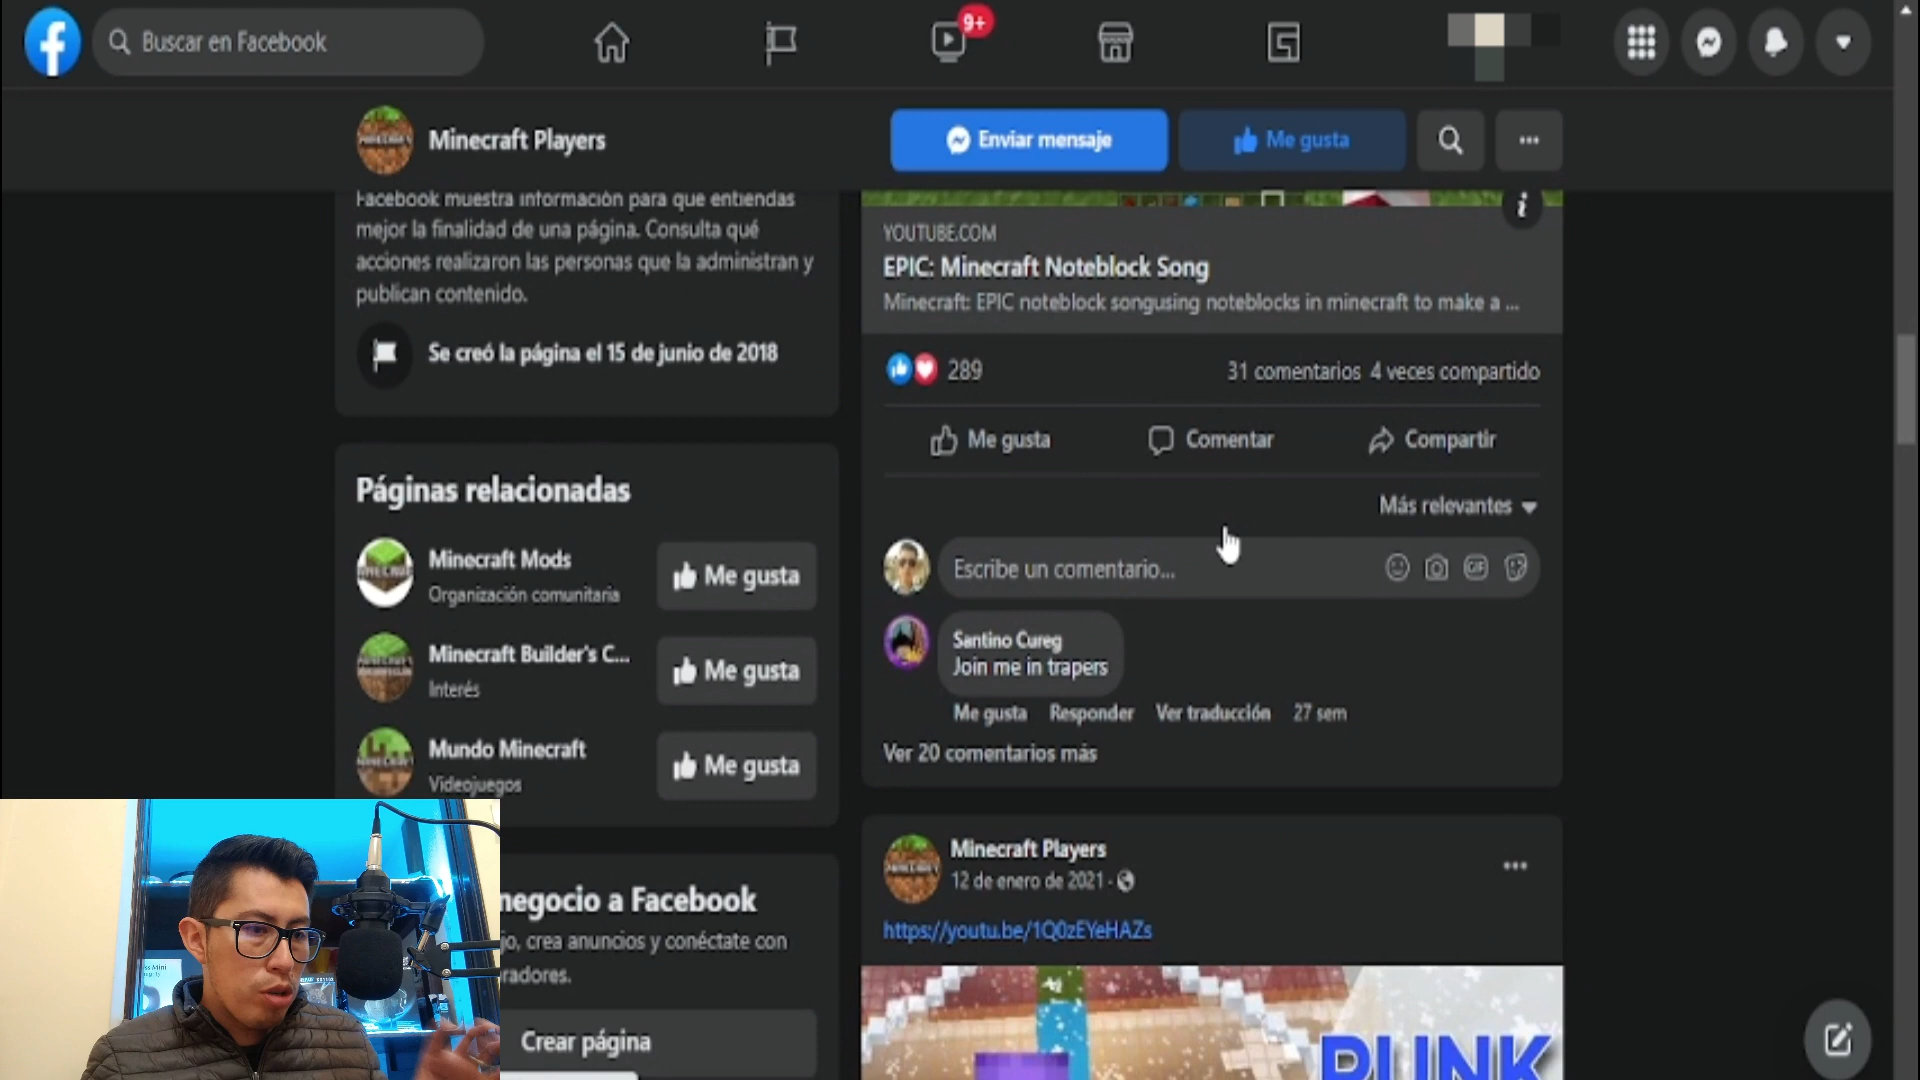 Buscar en Facebook
9+
Minecraft Players
Enviar mensaje
Me gusta
Facebook muestra información para que entiendas
mejor la finalidad de una página. Consulta qué
acciones realizaron las personas que la administran y
publican contenido.
Se creó la página el 15 de junio de 2018
Páginas relacionadas
Minecraft Mods
Organización comunitaria
Me gusta
Minecraft Builder's C...
Interés
Me gusta
Mundo Minecraft
Videojuegos
Me gusta
negocio a Facebook
jo, crea anuncios y conéctate con
radores.
Crear página
YOUTUBE.COM
EPIC: Minecraft Noteblock Song
Minecraft: EPIC noteblock songusing noteblocks in minecraft to make a ...
289
31 comentarios 4 veces compartido
Me gusta
Comentar
Compartir
Más relevantes
Escribe un comentario...
GIF
Santino Cureg
Join me in trapers
Me gusta Responder Ver traducción 27 sem
Ver 20 comentarios más
Minecraft Players
12 de enero de 2021 ·
https://youtu.be/1Q0zEYeHAZs
PUNK